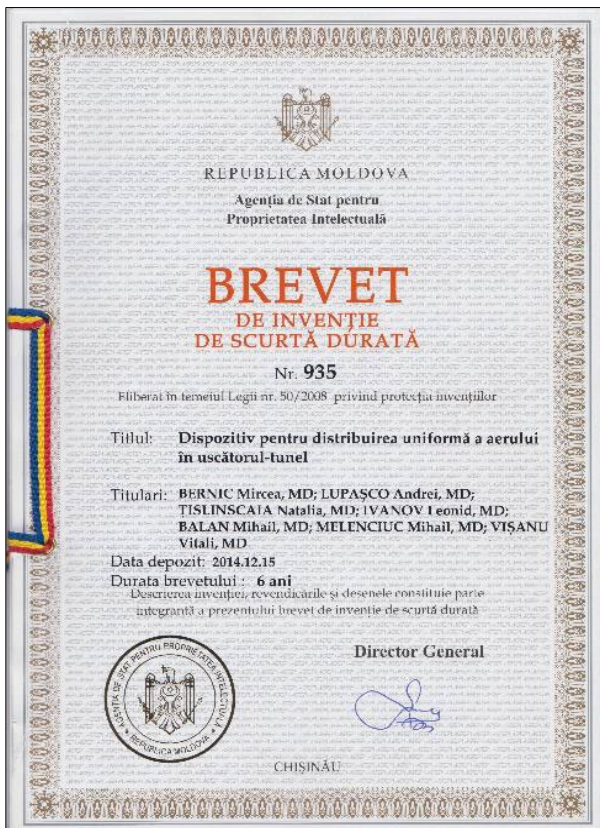 REPUBLICA MOLDOVA
Agenția de Stat pentru
Proprietatea Intelectuală
BREVET
DE INVENȚIE
DE SCURTĂ DURATĂ
Nr. 935
Eliberat în temeiul Legii nr. 50/2008 privind protecția invențiilor
Titlul: Dispozitiv pentru distribuirea uniformă a aerului
în uscătorul-tunel
Titulari: BERNIC Mircea, MD; LUPAȘCO Andrei, MD;
ȚISLINSCAIA Natalia, MD; IVANOV Leonid, MD;
BALAN Mihail, MD; MELENCIUC Mihail, MD; VIȘANU
Vitali, MD
Data depozit: 2014.12.15
Durata brevetului : 6 ani
Descrierea invenției, revendicările și desenele constituie parte
integrantă a prezentului brevet de invenție de scurtă durată
Director General
AGENȚIA DE STAT PENTRU PROPRIETATEA INTELECTUALĂ
REPUBLICA MOLDOVA
CHIȘINĂU